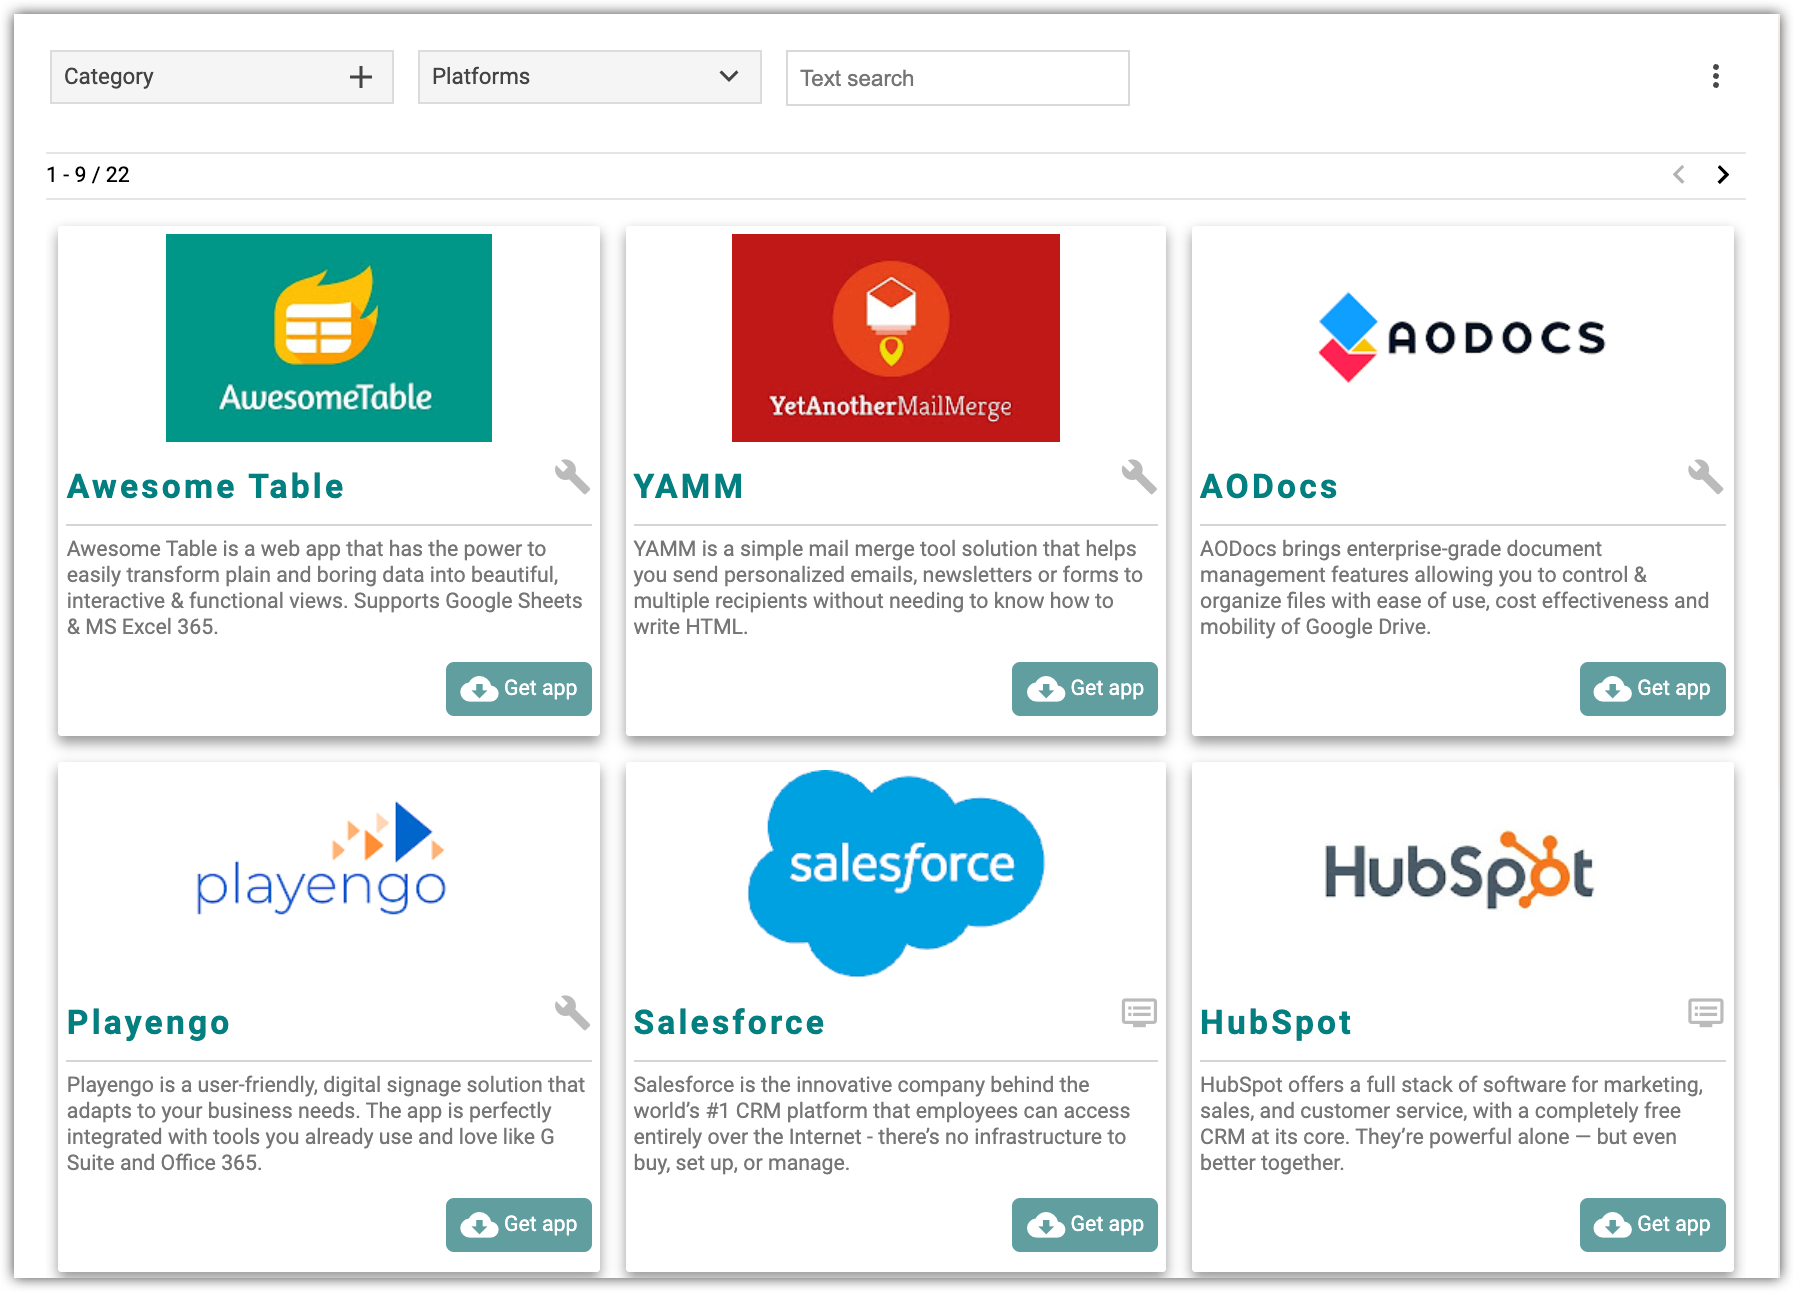 Category
Platforms
Text search
1 - 9 / 22
AwesomeTable
Awesome Table
Awesome Table is a web app that has the power to
easily transform plain and boring data into beautiful,
interactive & functional views. Supports Google Sheets
& MS Excel 365.
Get app
YetAnotherMailMerge
YAMM
YAMM is a simple mail merge tool solution that helps
you send personalized emails, newsletters or forms to
multiple recipients without needing to know how to
write HTML.
Get app
AODOCS
AODocs
AODocs brings enterprise-grade document
management features allowing you to control &
organize files with ease of use, cost effectiveness and
mobility of Google Drive.
Get app
playengo
Playengo
Playengo is a user-friendly, digital signage solution that
adapts to your business needs. The app is perfectly
integrated with tools you already use and love like G
Suite and Office 365.
Get app
salesforce
Salesforce
Salesforce is the innovative company behind the
world’s #1 CRM platform that employees can access
entirely over the Internet - there’s no infrastructure to
buy, set up, or manage.
Get app
HubSpot
HubSpot
HubSpot offers a full stack of software for marketing,
sales, and customer service, with a completely free
CRM at its core. They’re powerful alone — but even
better together.
Get app